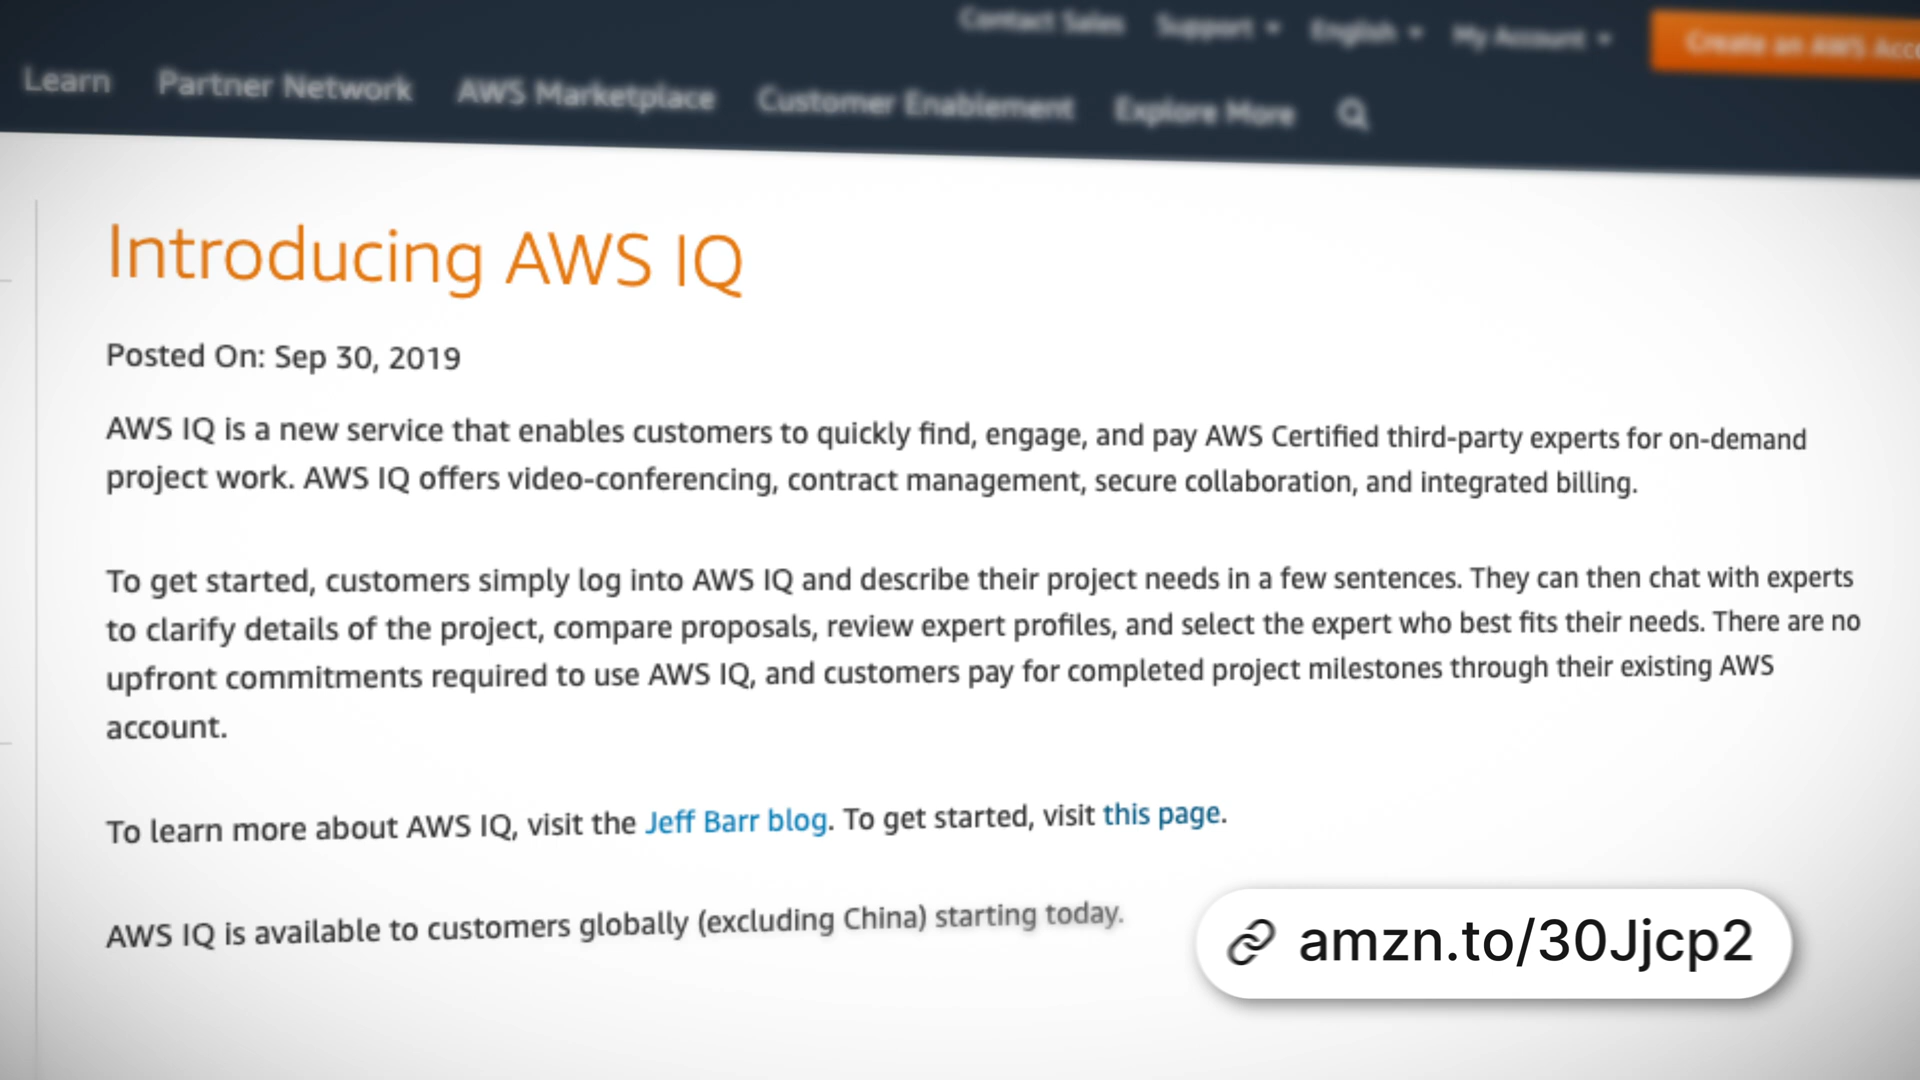 Contact Sales Support English My Account Create an AWS
Learn Partner Network AWS Marketplace Customer Enablement Explore More
Introducing AWS IQ
Posted On: Sep 30, 2019
AWS IQ is a new service that enables customers to quickly find, engage, and pay AWS Certified third-party experts for on-demand
project work. AWS IQ offers video-conferencing, contract management, secure collaboration, and integrated billing.
To get started, customers simply log into AWS IQ and describe their project needs in a few sentences. They can then chat with experts
to clarify details of the project, compare proposals, review expert profiles, and select the expert who best fits their needs. There are no
upfront commitments required to use AWS IQ, and customers pay for completed project milestones through their existing AWS
account.
To learn more about AWS IQ, visit the Jeff Barr blog. To get started, visit this page.
AWS IQ is available to customers globally (excluding China) starting today.
amzn.to/30Jjcp2